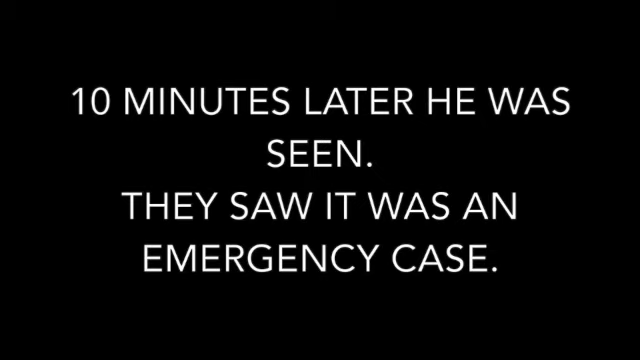 10 MINUTES LATER HE WAS
SEEN.
THEY SAW IT WAS AN
EMERGENCY CASE.